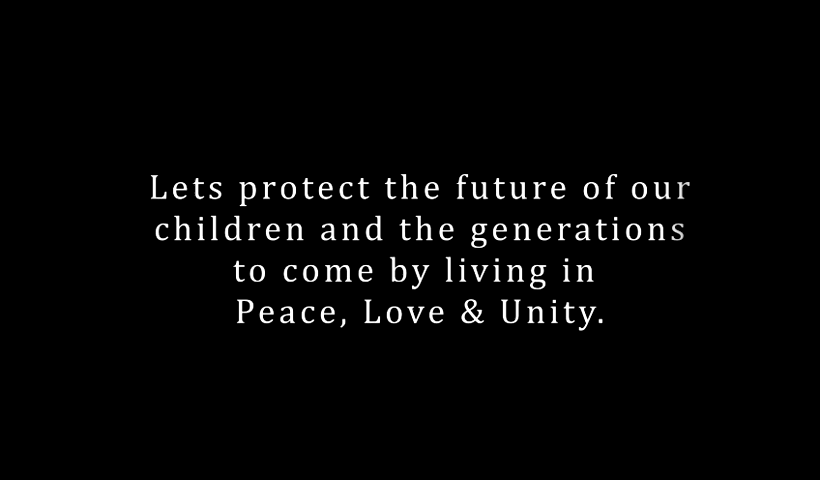 Lets protect the future of our
children and the generations
to come by living in
Peace, Love & Unity.